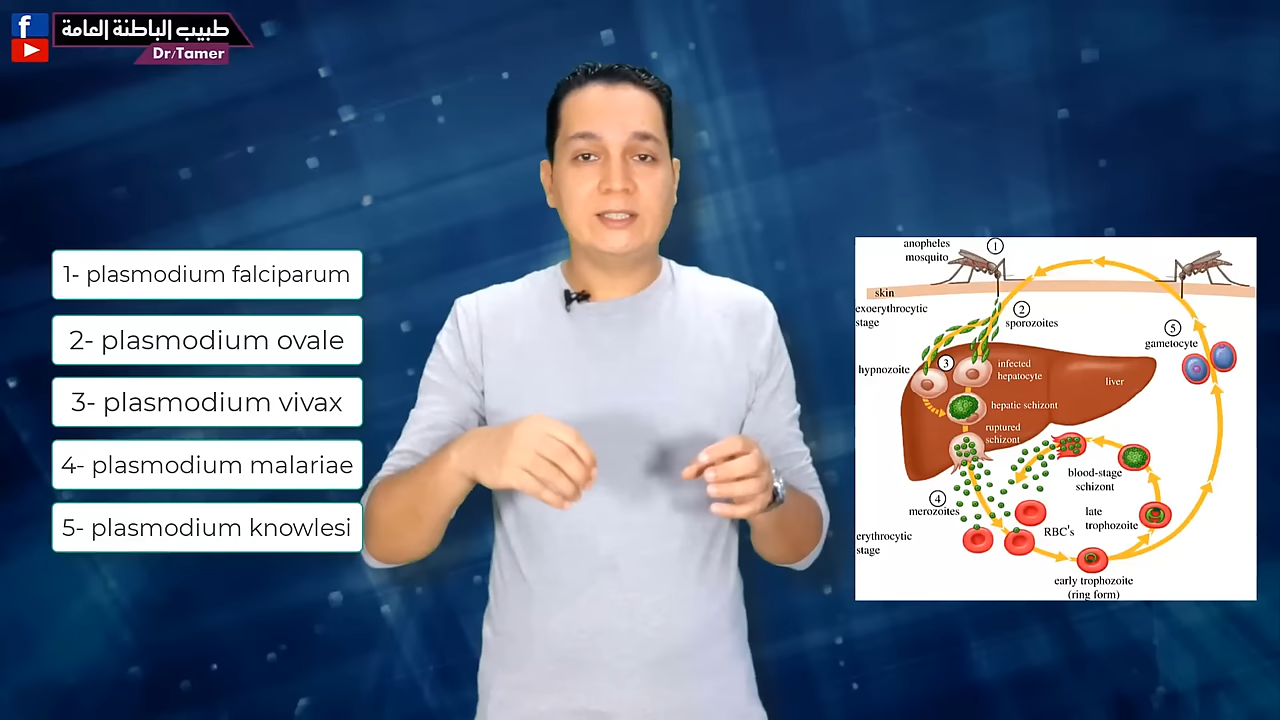 طبيب الباطنة العامة
Dr/Tamer
1- plasmodium falciparum
2- plasmodium ovale
3- plasmodium vivax
4- plasmodium malariae
5- plasmodium knowlesi
anopheles
mosquito
1
skin
exoerythrocytic
stage
2
sporozoites
5
gametocyte
hypnozoite
3
infected
hepatocyte
liver
hepatic schizont
ruptured
schizont
blood-stage
schizont
4
merozoites
late
trophozoite
RBC's
erythrocytic
stage
early trophozoite
(ring form)